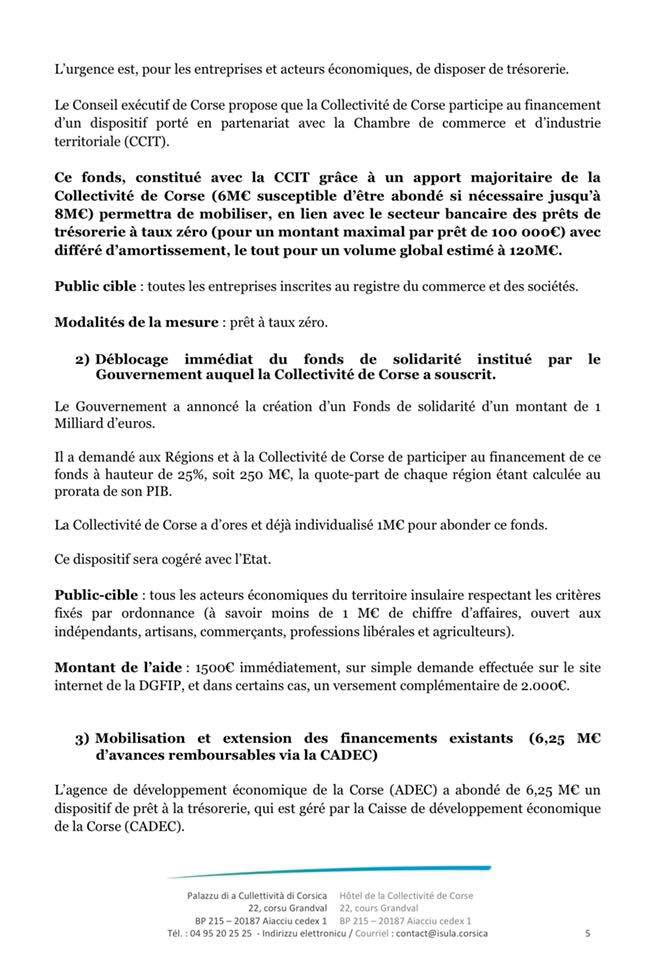 L’urgence est, pour les entreprises et acteurs économiques, de disposer de trésorerie.
Le Conseil exécutif de Corse propose que la Collectivité de Corse participe au financement
d’un dispositif porté en partenariat avec la Chambre de commerce et d’industrie
territoriale (CCIT).
Ce fonds, constitué avec la CCIT grâce à un apport majoritaire de la
Collectivité de Corse (6M€ susceptible d’être abondé si nécessaire jusqu’à
8M€) permettra de mobiliser, en lien avec le secteur bancaire des prêts de
trésorerie à taux zéro (pour un montant maximal par prêt de 100 000€) avec
différé d’amortissement, le tout pour un volume global estimé à 120M€.
Public cible : toutes les entreprises inscrites au registre du commerce et des sociétés.
Modalités de la mesure : prêt à taux zéro.
2) Déblocage immédiat du fonds de solidarité institué par le
Gouvernement auquel la Collectivité de Corse a souscrit.
Le Gouvernement a annoncé la création d’un Fonds de solidarité d’un montant de 1
Milliard d’euros.
Il a demandé aux Régions et à la Collectivité de Corse de participer au financement de ce
fonds à hauteur de 25%, soit 250 M€, la quote-part de chaque région étant calculée au
prorata de son PIB.
La Collectivité de Corse a d’ores et déjà individualisé 1M€ pour abonder ce fonds.
Ce dispositif sera cogéré avec l’Etat.
Public-cible : tous les acteurs économiques du territoire insulaire respectant les critères
fixés par ordonnance (à savoir moins de 1 M€ de chiffre d’affaires, ouvert aux
indépendants, artisans, commerçants, professions libérales et agriculteurs).
Montant de l’aide : 1500€ immédiatement, sur simple demande effectuée sur le site
internet de la DGFIP, et dans certains cas, un versement complémentaire de 2.000€.
3) Mobilisation et extension des financements existants (6,25 M€
d’avances remboursables via la CADEC)
L’agence de développement économique de la Corse (ADEC) a abondé de 6,25 M€ un
dispositif de prêt à la trésorerie, qui est géré par la Caisse de développement économique
de la Corse (CADEC).
Palazzu di a Cullettività di Corsica Hôtel de la Collectivité de Corse
22, corsu Grandval 22, cours Grandval
BP 215 – 20187 Aiacciu cedex 1 BP 215 – 20187 Aiacciu cedex 1
Tél. : 04 95 20 25 25 - Indirizzu elettronicu / Courriel : contact@isula.corsica
5